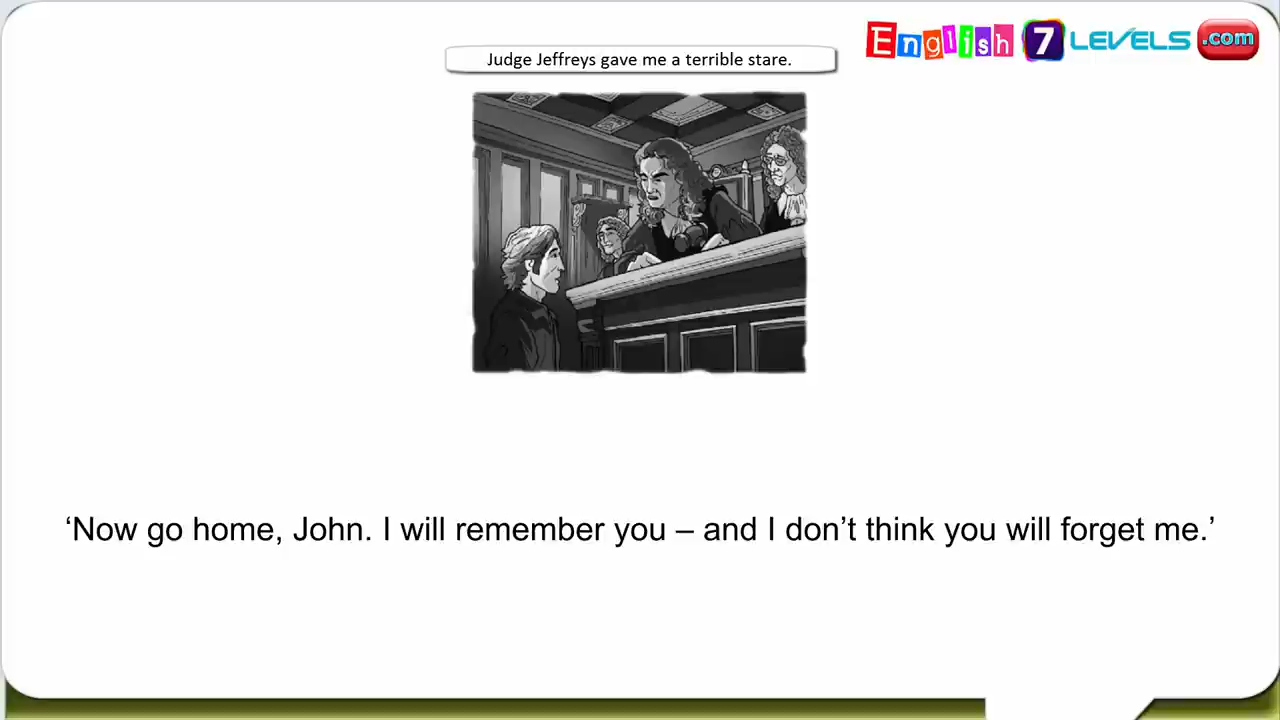 English 7 LEVELS .com
Judge Jeffreys gave me a terrible stare.
‘Now go home, John. I will remember you – and I don’t think you will forget me.’